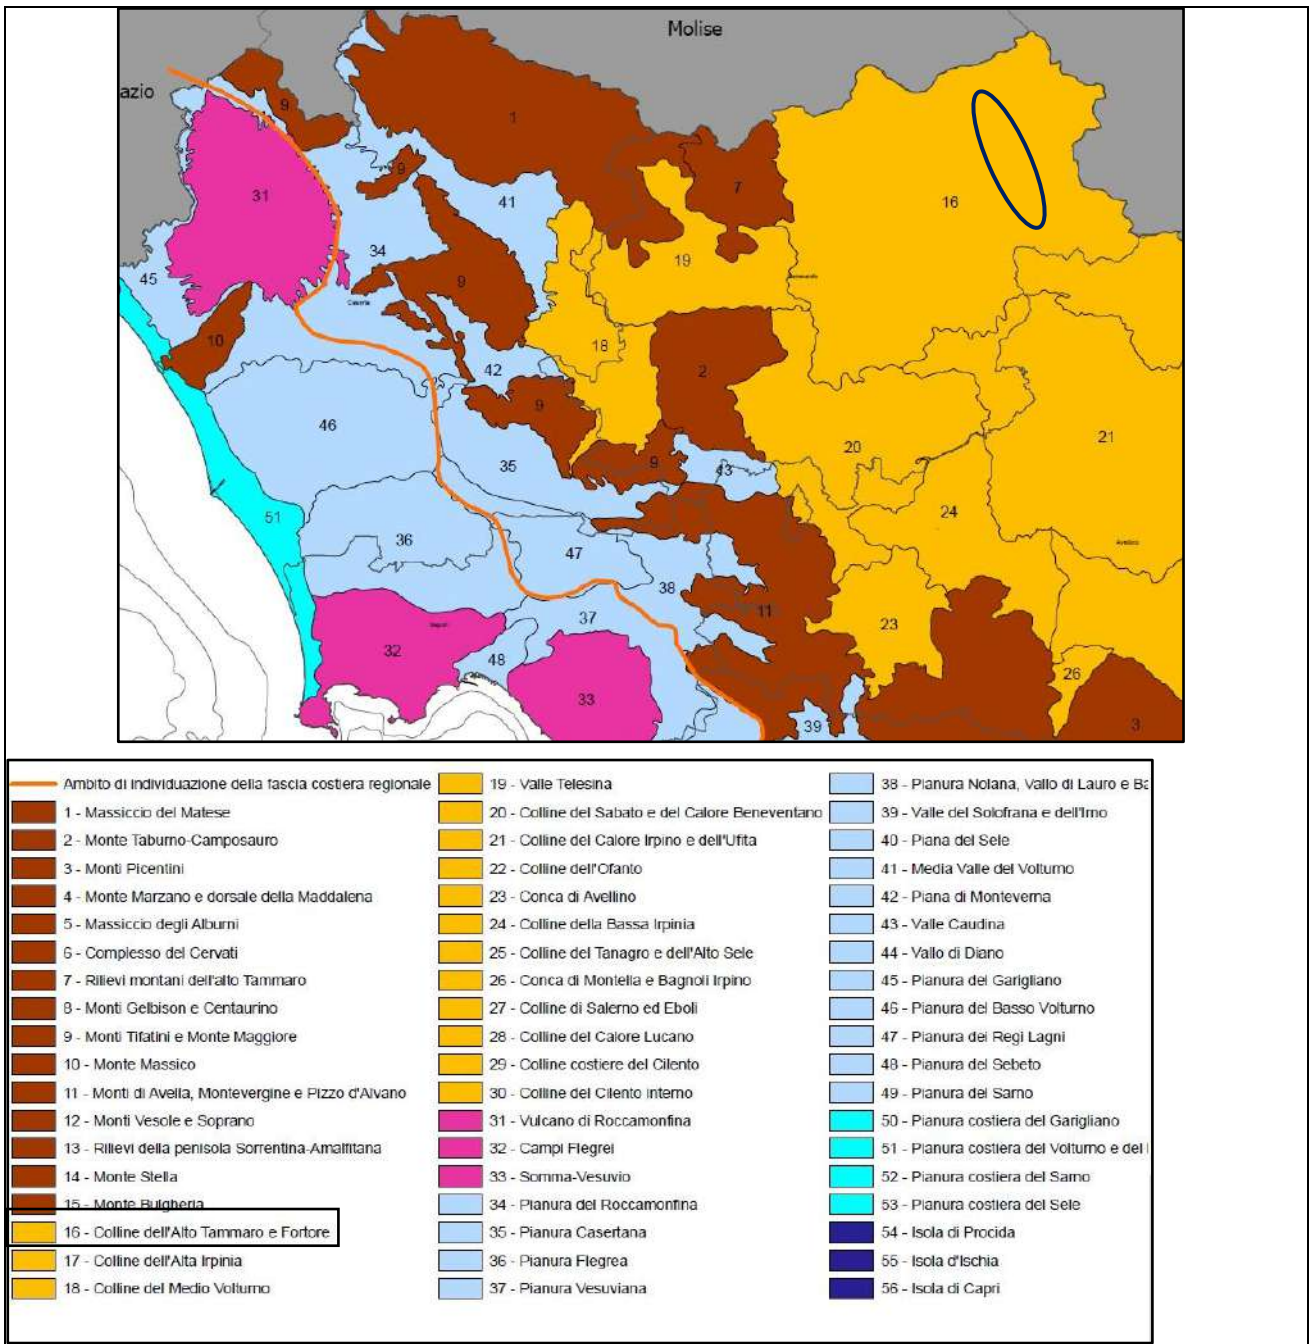 Molise
azio
9
1
9
7
31
41
16
34
19
45
9
Caserta
Benevento
10
18
42
2
9
46
21
20
35
9
43
24
51
36
47
Avellino
38
11
37
23
32
Napoli
48
26
33
39
3
Ambito di individuazione della fascia costiera regionale
1 - Massiccio del Matese
2 - Monte Taburno-Camposauro
3 - Monti Picentini
4 - Monte Marzano e dorsale della Maddalena
5 - Massiccio degli Alburni
6 - Complesso del Cervati
7 - Rilievi montani dell'alto Tammaro
8 - Monti Gelbison e Centaurino
9 - Monti Tifatini e Monte Maggiore
10 - Monte Massico
11 - Monti di Avella, Montevergine e Pizzo d'Alvano
12 - Monti Vesole e Soprano
13 - Rilievi della penisola Sorrentina-Amalfitana
14 - Monte Stella
15 - Monte Bulgheria
16 - Colline dell'Alto Tammaro e Fortore
17 - Colline dell'Alta Irpinia
18 - Colline del Medio Volturno
19 - Valle Telesina
20 - Colline del Sabato e del Calore Beneventano
21 - Colline del Calore Irpino e dell'Ufita
22 - Colline dell'Ofanto
23 - Conca di Avellino
24 - Colline della Bassa Irpinia
25 - Colline del Tanagro e dell'Alto Sele
26 - Conca di Montella e Bagnoli Irpino
27 - Colline di Salerno ed Eboli
28 - Colline del Calore Lucano
29 - Colline costiere del Cilento
30 - Colline del Cilento interno
31 - Vulcano di Roccamonfina
32 - Campi Flegrei
33 - Somma-Vesuvio
34 - Pianura del Roccamonfina
35 - Pianura Casertana
36 - Pianura Flegrea
37 - Pianura Vesuviana
38 - Pianura Nolana, Vallo di Lauro e Ba
39 - Valle del Solofrana e dell'Irno
40 - Piana del Sele
41 - Media Valle del Volturno
42 - Piana di Monteverna
43 - Valle Caudina
44 - Vallo di Diano
45 - Pianura del Garigliano
46 - Pianura del Basso Volturno
47 - Pianura dei Regi Lagni
48 - Pianura del Sebeto
49 - Pianura del Sarno
50 - Pianura costiera del Garigliano
51 - Pianura costiera del Volturno e del
52 - Pianura costiera del Sarno
53 - Pianura costiera del Sele
54 - Isola di Procida
55 - Isola d'Ischia
56 - Isola di Capri